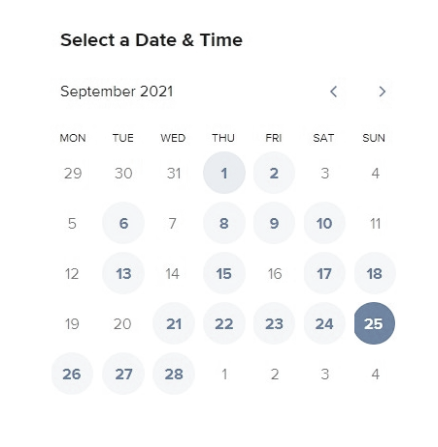 Select a Date & Time
September 2021
MON TUE WED THU FRI SAT SUN
29 30 31 1 2 3 4
5 6 7 8 9 10 11
12 13 14 15 16 17 18
19 20 21 22 23 24 25
26 27 28 1 2 3 4